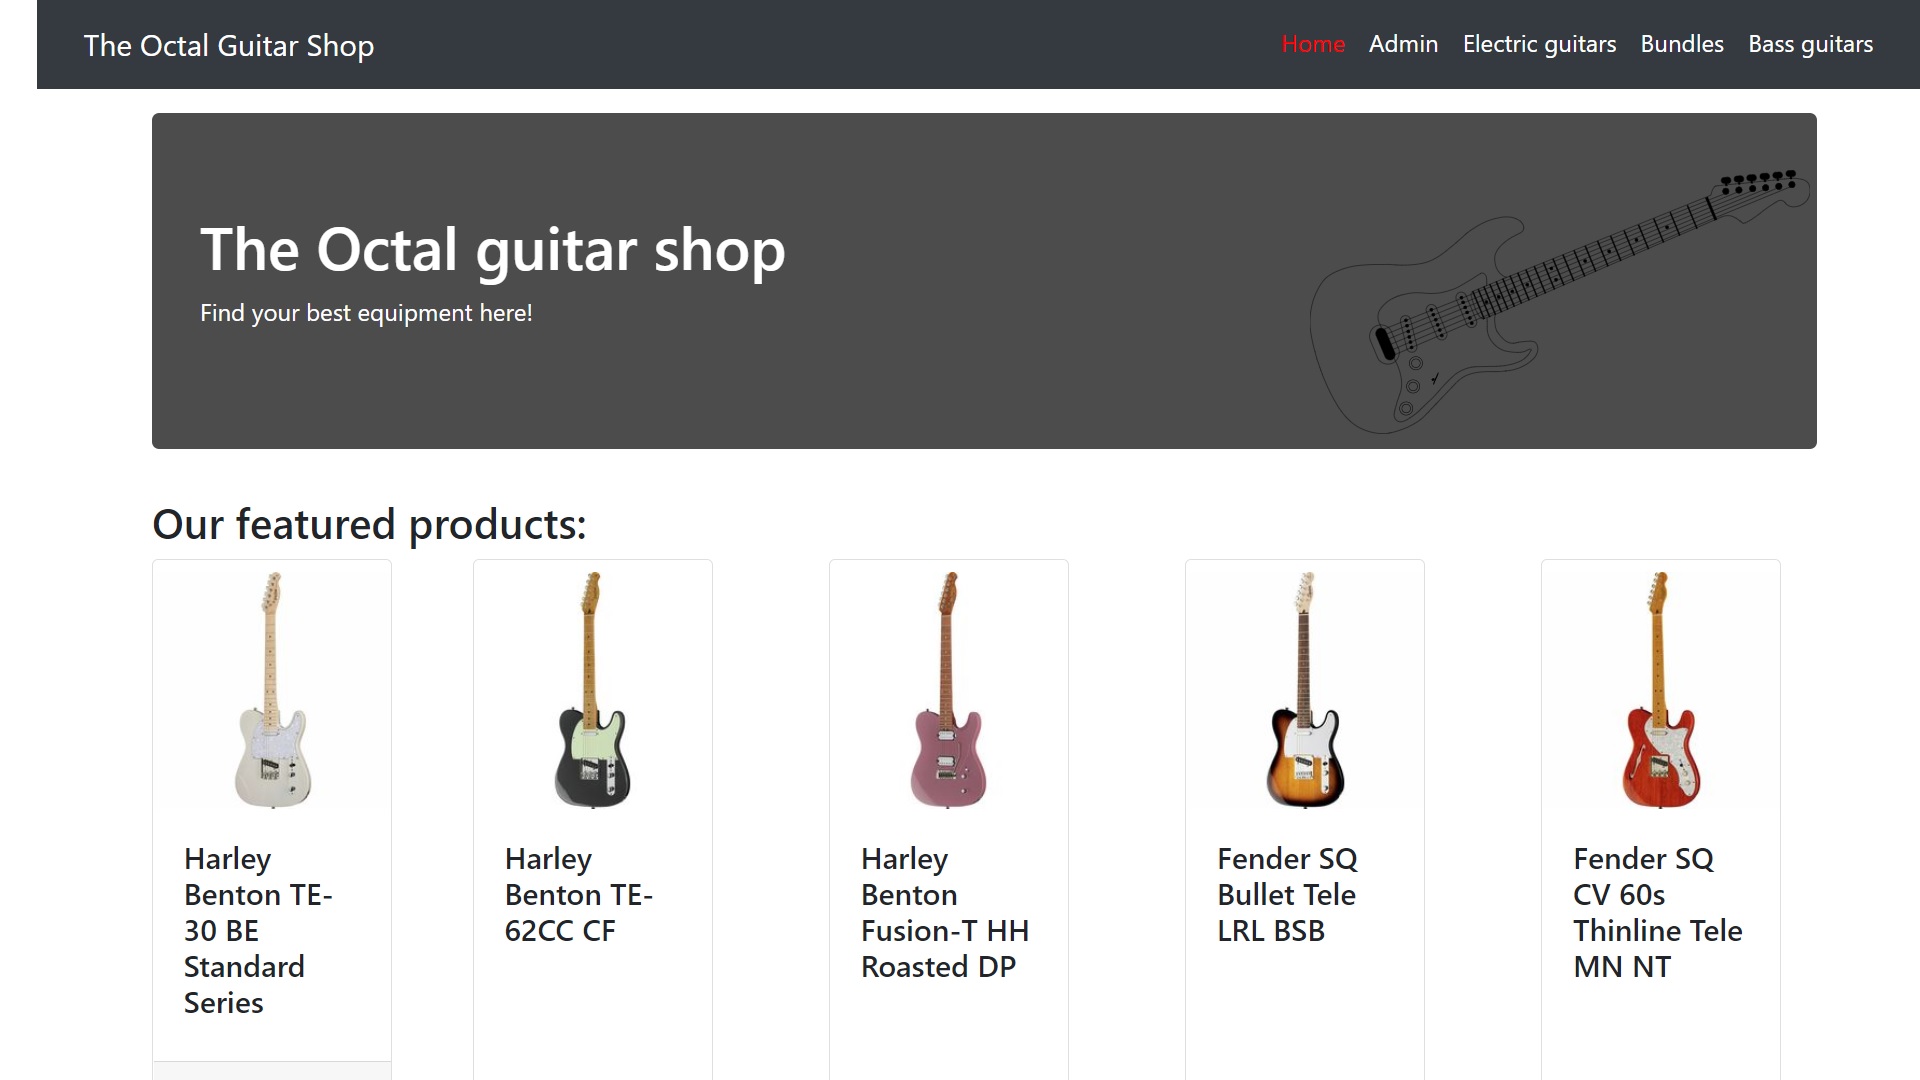 The Octal Guitar Shop
Home Admin Electric guitars Bundles Bass guitars
The Octal guitar shop
Find your best equipment here!
Our featured products:
Harley
Benton TE-
30 BE
Standard
Series
Harley
Benton TE-
62CC CF
Harley
Benton
Fusion-T HH
Roasted DP
Fender SQ
Bullet Tele
LRL BSB
Fender SQ
CV 60s
Thinline Tele
MN NT